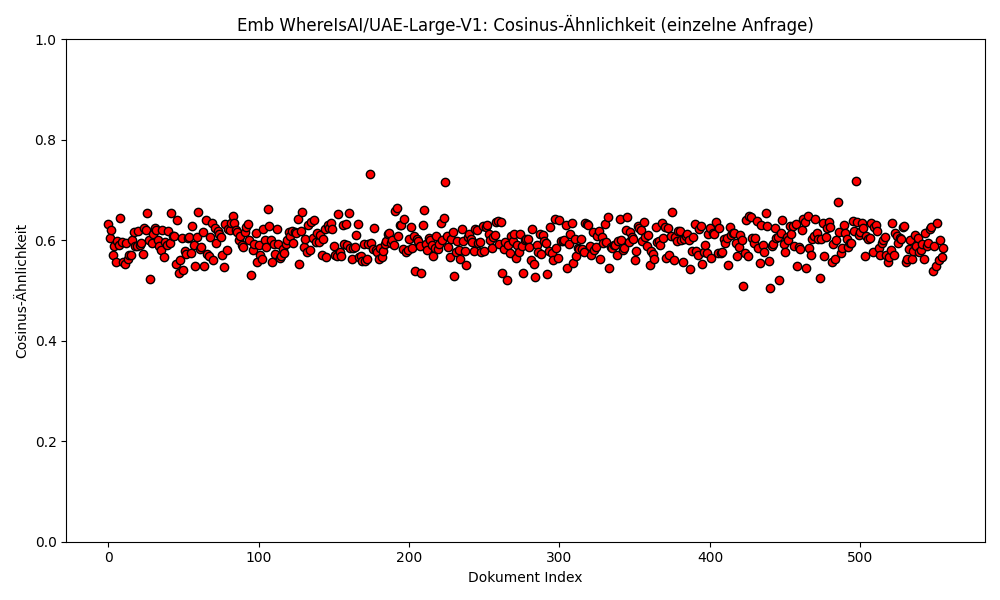 Emb WhereIsAI/UAE-Large-V1: Cosinus-Ähnlichkeit (einzelne Anfrage)
1.0
0.8
0.6
0.4
0.2
0.0
Cosinus-Ähnlichkeit
0 100 200 300 400 500
Dokument Index